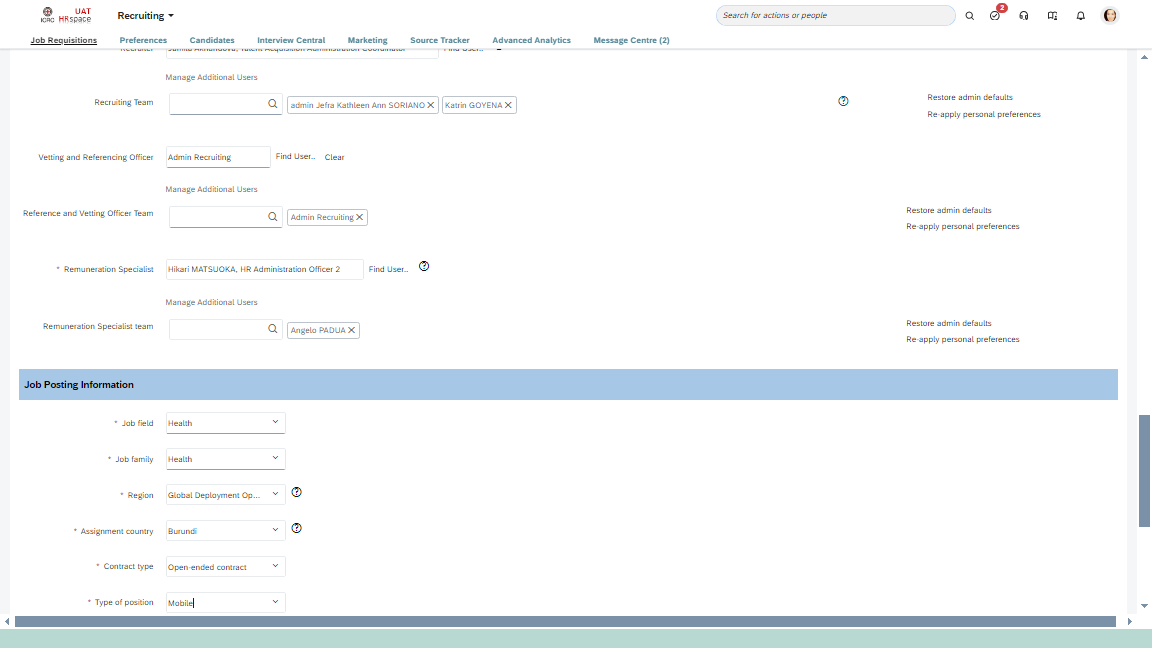 ICRC
UAT
HRspace
Recruiting
Search for actions or people
2
Job Requisitions
Preferences
Candidates
Interview Central
Marketing
Source Tracker
Advanced Analytics
Message Centre (2)
Manage Additional Users
Recruiting Team
admin Jefra Kathleen Ann SORIANO
Katrin GOYENA
Restore admin defaults
Re-apply personal preferences
Vetting and Referencing Officer
Admin Recruiting
Find User..
Clear
Manage Additional Users
Reference and Vetting Officer Team
Admin Recruiting
Restore admin defaults
Re-apply personal preferences
* Remuneration Specialist
Hikari MATSUOKA, HR Administration Officer 2
Find User..
Manage Additional Users
Remuneration Specialist team
Angelo PADUA
Restore admin defaults
Re-apply personal preferences
Job Posting Information
* Job field
Health
* Job family
Health
* Region
Global Deployment Op...
* Assignment country
Burundi
* Contract type
Open-ended contract
* Type of position
Mobile